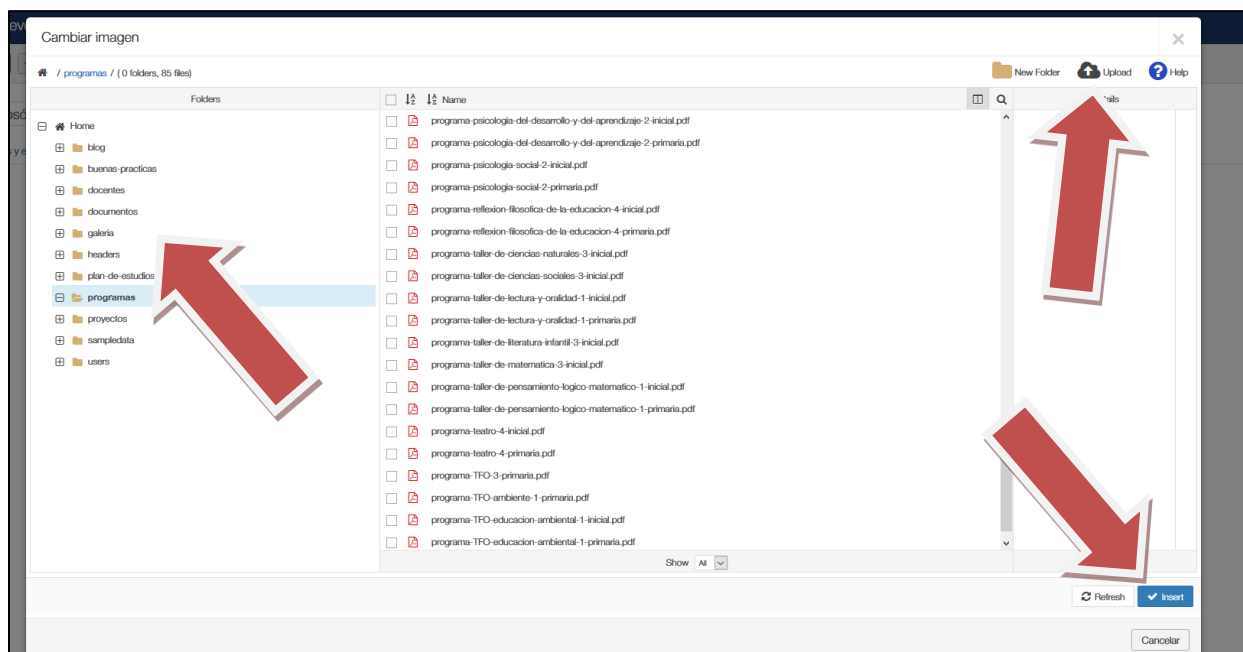 ev
Cambiar imagen
/ programas / ( 0 folders, 85 files)
New Folder
Upload
? Help
Folders
Name
ails
Home
blog
buenas-practicas
docentes
documentos
galeria
headers
plan-de-estudios
programas
proyectos
sampledata
users
programa-psicologia-del-desarrollo-y-del-aprendizaje-2-inicial.pdf
programa-psicologia-del-desarrollo-y-del-aprendizaje-2-primaria.pdf
programa-psicologia-social-2-inicial.pdf
programa-psicologia-social-2-primaria.pdf
programa-reflexion-filosofica-de-la-educacion-4-inicial.pdf
programa-reflexion-filosofica-de-la-educacion-4-primaria.pdf
programa-taller-de-ciencias-naturales-3-inicial.pdf
programa-taller-de-ciencias-sociales-3-inicial.pdf
programa-taller-de-lectura-y-oralidad-1-inicial.pdf
programa-taller-de-lectura-y-oralidad-1-primaria.pdf
programa-taller-de-literatura-infantil-3-inicial.pdf
programa-taller-de-matematica-3-inicial.pdf
programa-taller-de-pensamiento-logico-matematico-1-inicial.pdf
programa-taller-de-pensamiento-logico-matematico-1-primaria.pdf
programa-teatro-4-inicial.pdf
programa-teatro-4-primaria.pdf
programa-TFO-3-primaria.pdf
programa-TFO-ambiente-1-primaria.pdf
programa-TFO-educacion-ambiental-1-inicial.pdf
programa-TFO-educacion-ambiental-1-primaria.pdf
Show All
Refresh
Insert
Cancelar